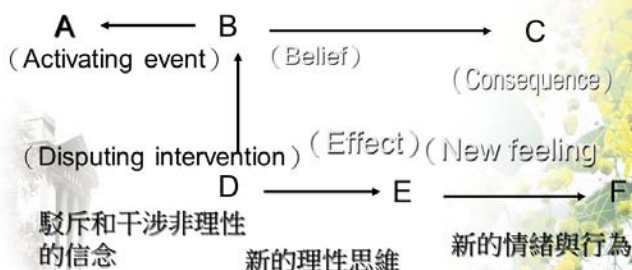 A B C
(Activating event) (Belief)
(Consequence)
(Disputing intervention) (Effect) (New feeling
D E F
駁斥和干涉非理性
的信念
新的理性思維
新的情緒與行為